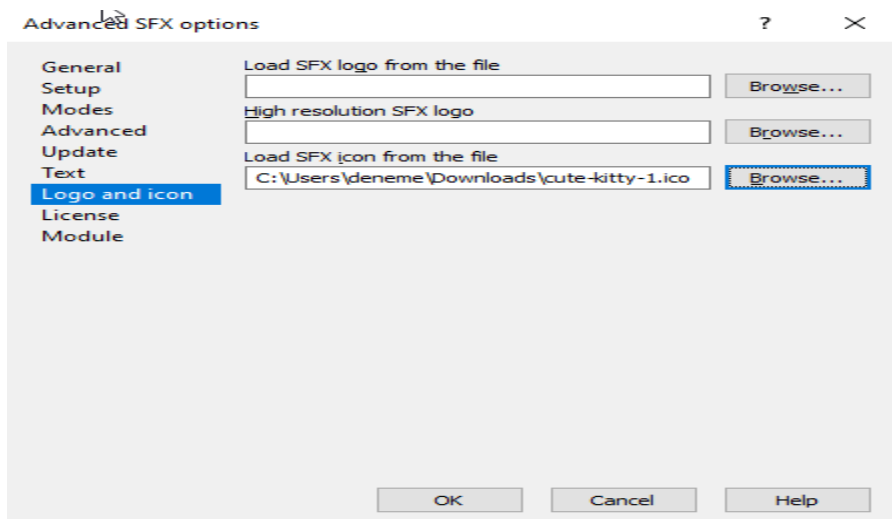 Advanced SFX options
?
General
Setup
Modes
Advanced
Update
Text
Logo and icon
License
Module
Load SFX logo from the file
Browse...
High resolution SFX logo
Browse...
Load SFX icon from the file
C:\Users\deneme\Downloads\cute-kitty-1.ico
Browse...
OK
Cancel
Help